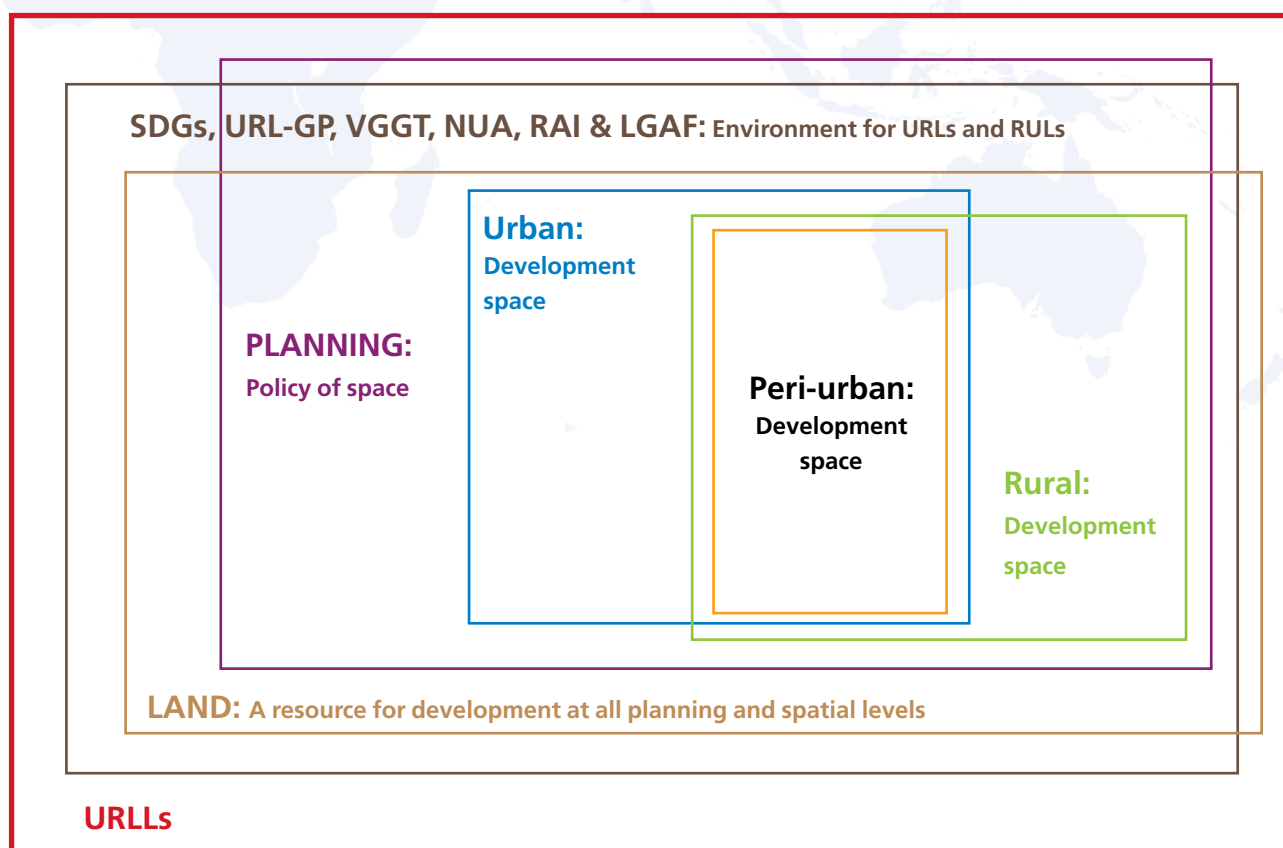 SDGs, URL-GP, VGGT, NUA, RAI & LGAF: Environment for URLs and RULs
Urban:
Development
space
PLANNING:
Policy of space
Peri-urban:
Development
space
Rural:
Development
space
LAND: A resource for development at all planning and spatial levels
URLLs